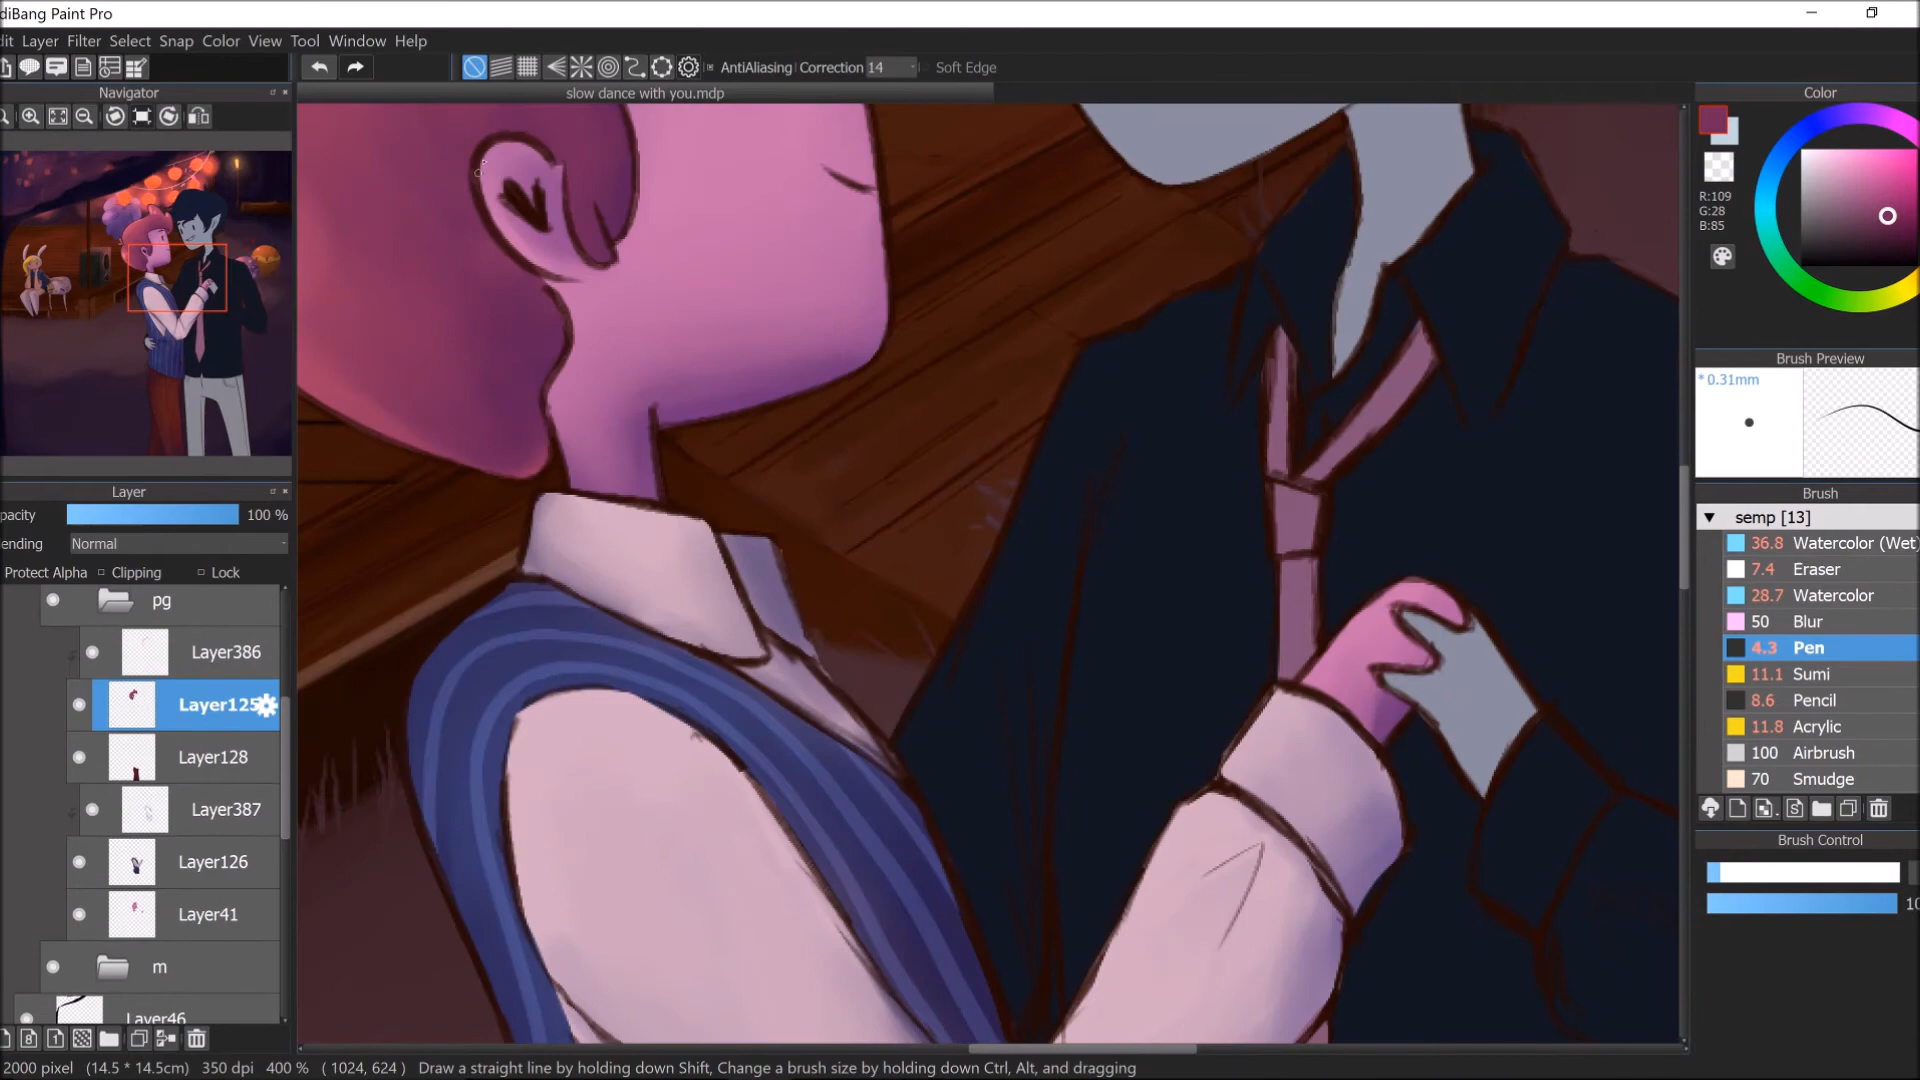 diBang Paint Pro
dit Layer Filter Select Snap Color View Tool Window Help
AntiAliasing Correction 14 Soft Edge
Navigator
slow dance with you.mdp
Color
R:109
G:28
B:85
Brush Preview
*0.31mm
Layer
pacity 100 %
ending Normal
Protect Alpha Clipping Lock
pg
Layer386
Layer125
Layer128
Layer387
Layer126
Layer41
m
Layer46
Brush
semp [13]
36.8 Watercolor (Wet)
7.4 Eraser
28.7 Watercolor
50 Blur
4.3 Pen
11.1 Sumi
8.6 Pencil
11.8 Acrylic
100 Airbrush
70 Smudge
Brush Control
10
2000 pixel (14.5 * 14.5cm) 350 dpi 400 % ( 1024, 624 ) Draw a straight line by holding down Shift, Change a brush size by holding down Ctrl, Alt, and dragging